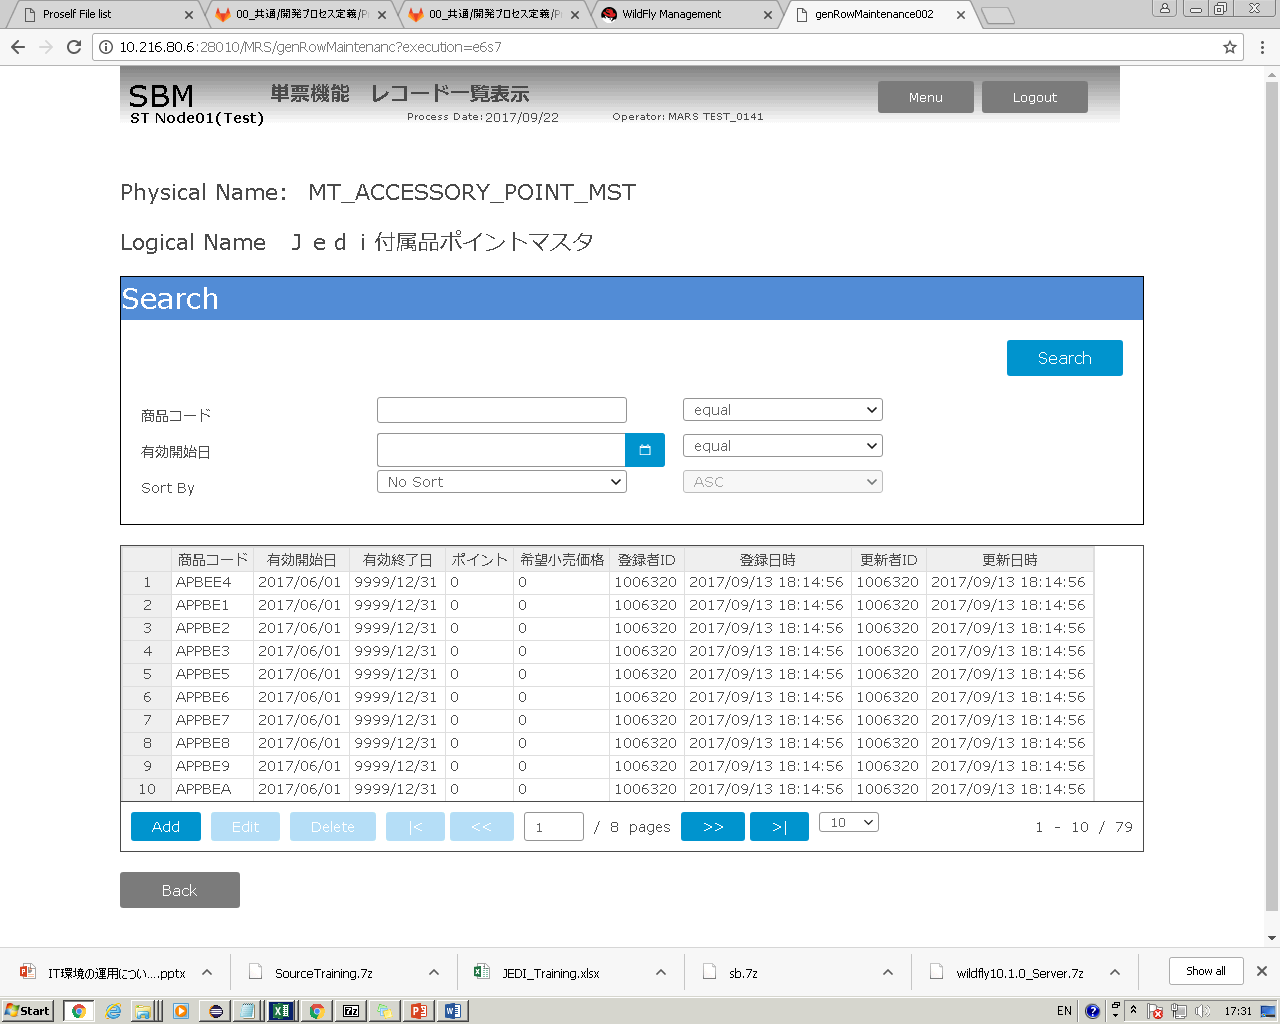 Proself File list
00_共通/開発プロセス定義/P
00_共通/開発プロセス定義/P
WildFly Management
genRowMaintenance002
10.216.80.6:28010/MRS/genRowMaintenanc?execution=e6s7
SBM
単票機能 レコード一覧表示
ST Node01(Test)
Process Date: 2017/09/22
Operator: MARS TEST_0141
Menu
Logout
Physical Name: MT_ACCESSORY_POINT_MST
Logical Name Ｊｅｄｉ付属品ポイントマスタ
Search
Search
商品コード
equal
有効開始日
equal
Sort By
No Sort
ASC
商品コード 有効開始日 有効終了日 ポイント 希望小売価格 登録者ID 登録日時 更新者ID 更新日時
1 APBEE4 2017/06/01 9999/12/31 0 0 1006320 2017/09/13 18:14:56 1006320 2017/09/13 18:14:56
2 APPBE1 2017/06/01 9999/12/31 0 0 1006320 2017/09/13 18:14:56 1006320 2017/09/13 18:14:56
3 APPBE2 2017/06/01 9999/12/31 0 0 1006320 2017/09/13 18:14:56 1006320 2017/09/13 18:14:56
4 APPBE3 2017/06/01 9999/12/31 0 0 1006320 2017/09/13 18:14:56 1006320 2017/09/13 18:14:56
5 APPBE5 2017/06/01 9999/12/31 0 0 1006320 2017/09/13 18:14:56 1006320 2017/09/13 18:14:56
6 APPBE6 2017/06/01 9999/12/31 0 0 1006320 2017/09/13 18:14:56 1006320 2017/09/13 18:14:56
7 APPBE7 2017/06/01 9999/12/31 0 0 1006320 2017/09/13 18:14:56 1006320 2017/09/13 18:14:56
8 APPBE8 2017/06/01 9999/12/31 0 0 1006320 2017/09/13 18:14:56 1006320 2017/09/13 18:14:56
9 APPBE9 2017/06/01 9999/12/31 0 0 1006320 2017/09/13 18:14:56 1006320 2017/09/13 18:14:56
10 APPBEA 2017/06/01 9999/12/31 0 0 1006320 2017/09/13 18:14:56 1006320 2017/09/13 18:14:56
Add Edit Delete |< << 1 / 8 pages >> >| 10 1 - 10 / 79
Back
IT環境の運用につい....pptx
SourceTraining.7z
JEDI_Training.xlsx
sb.7z
wildfly10.1.0_Server.7z
Show all
Start
EN
17:31